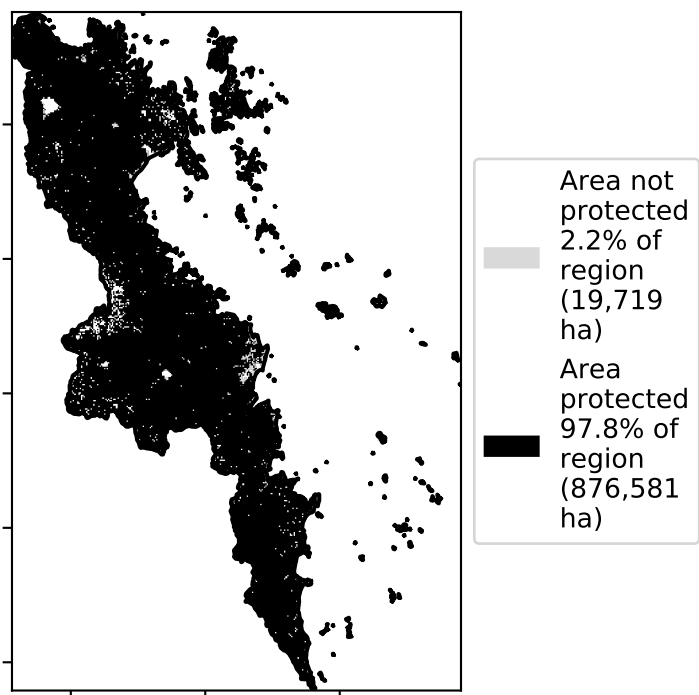 Area not
protected
2.2% of
region
(19,719
ha)
Area
protected
97.8% of
region
(876,581
ha)